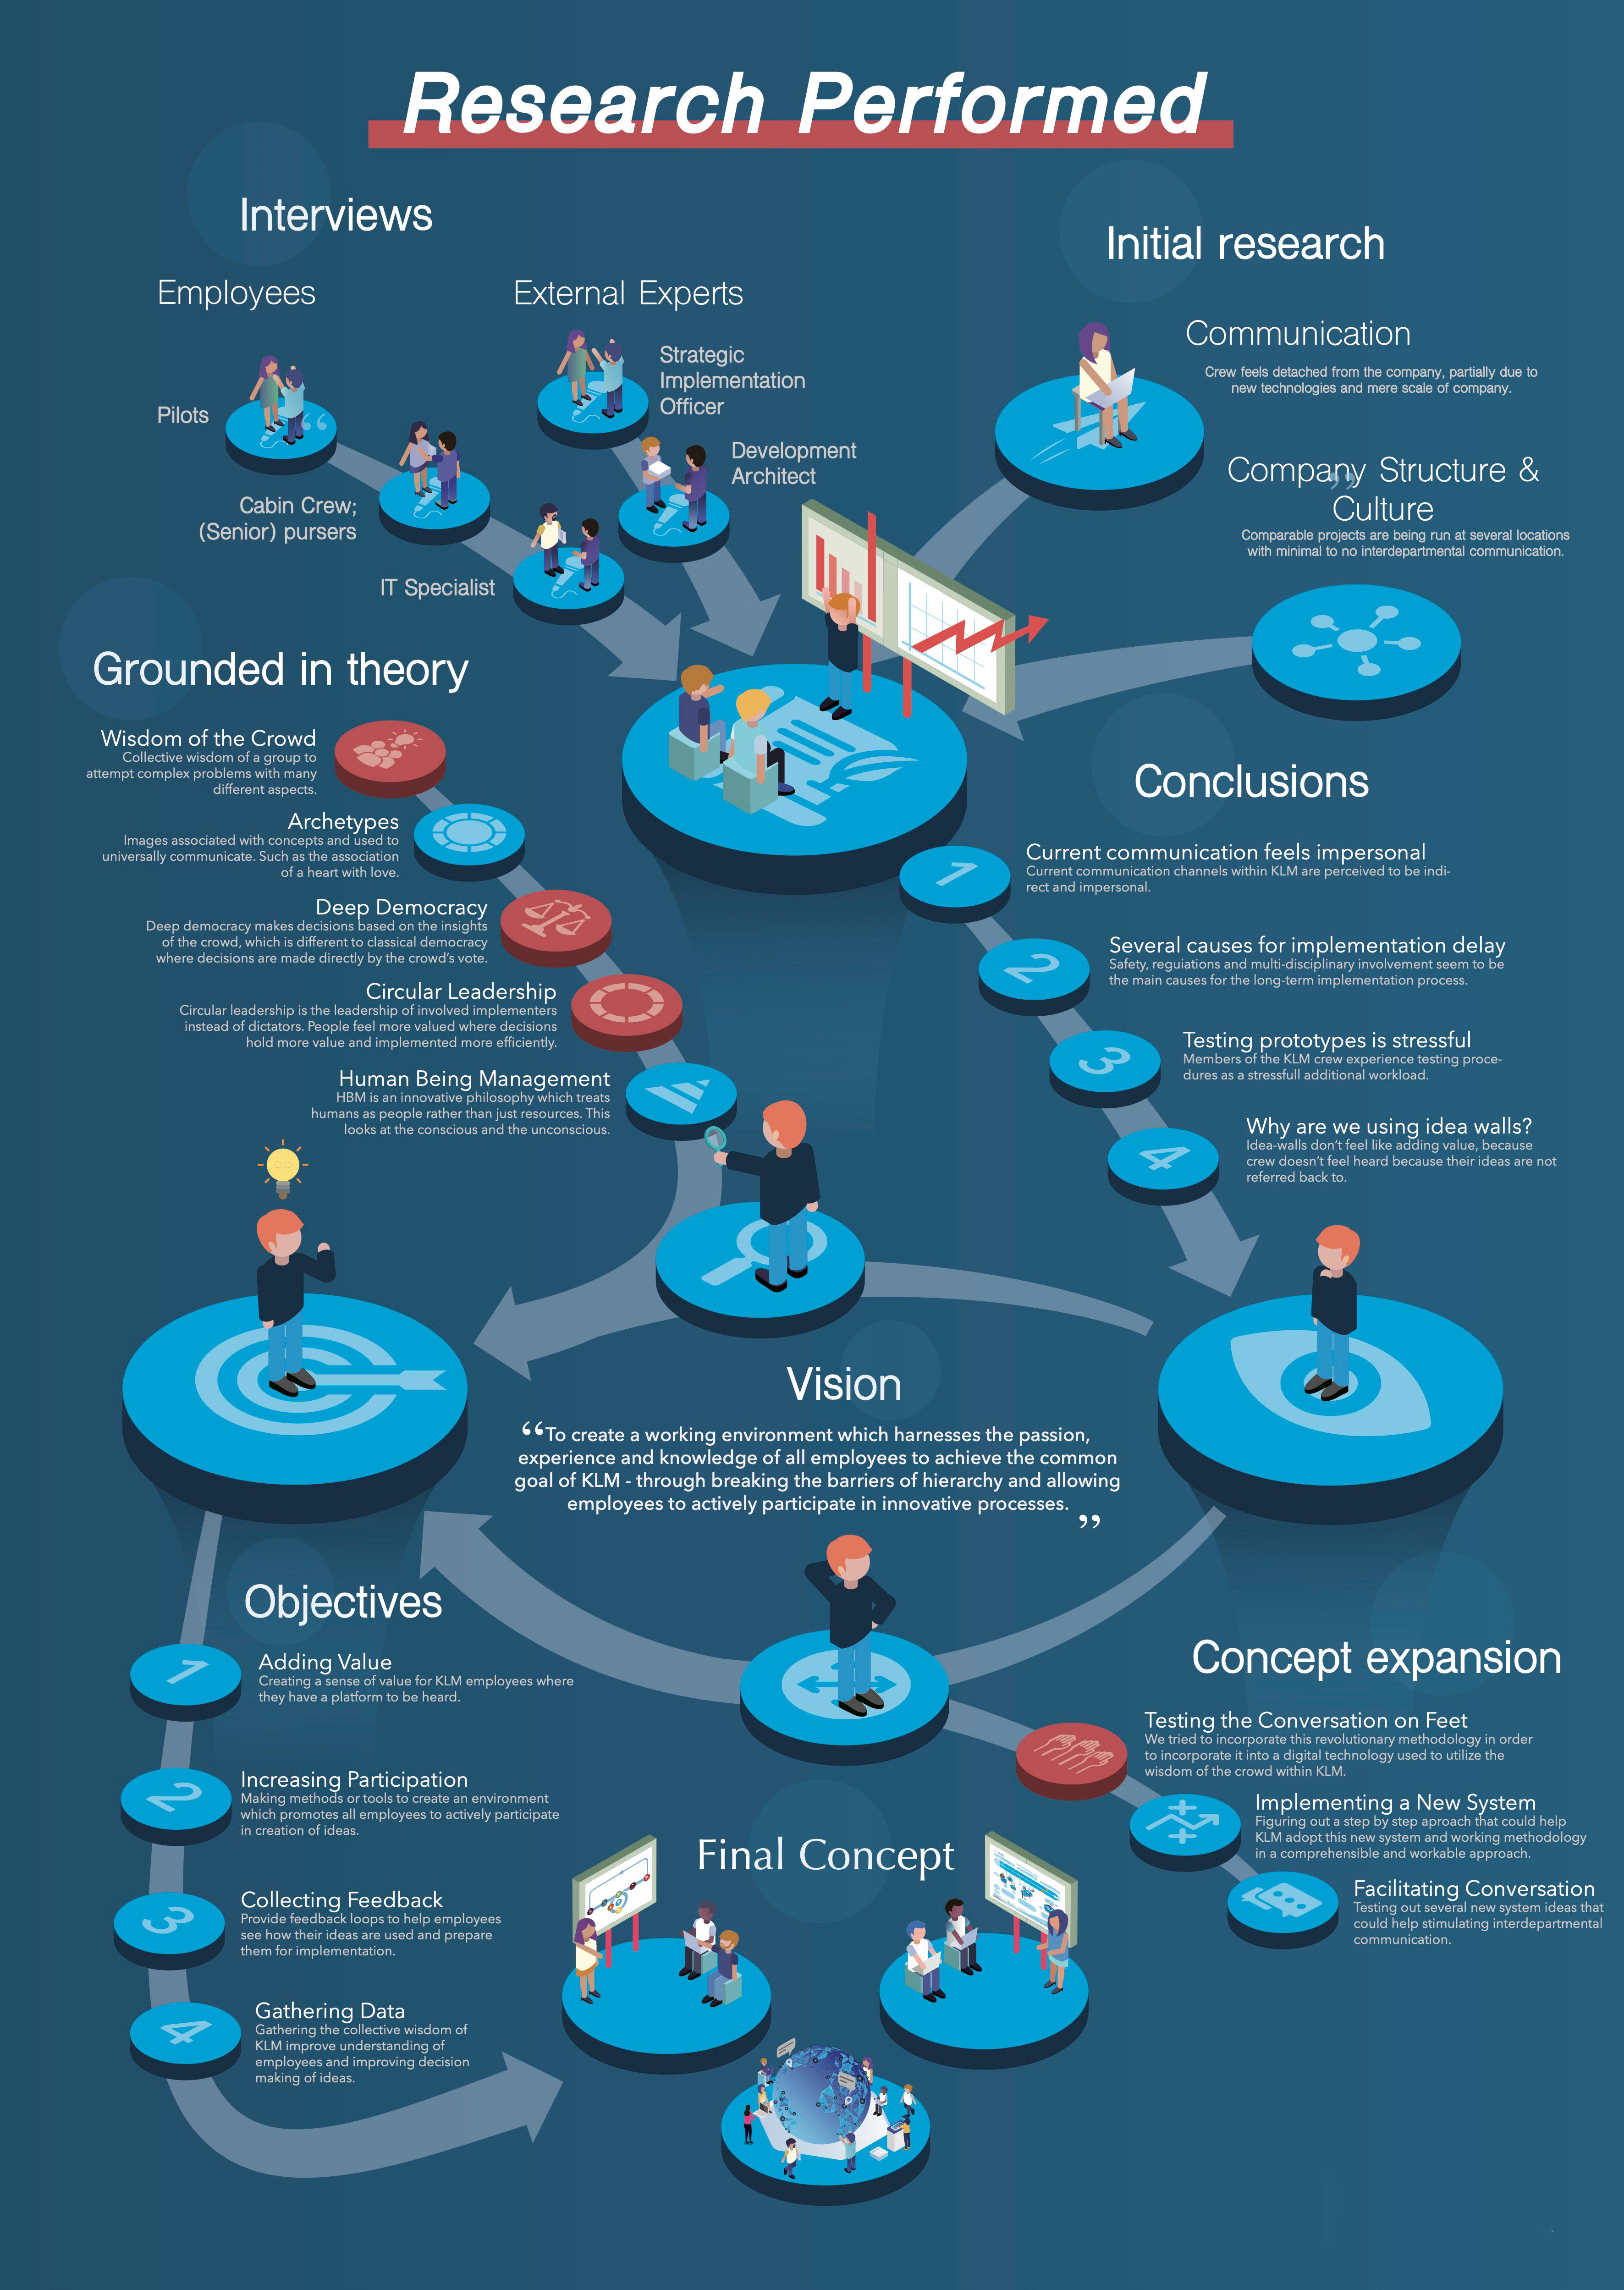 Research Performed
Interviews
Employees
Pilots
Cabin Crew;
(Senior) pursers
IT Specialist
External Experts
Strategic
Implementation
Officer
Development
Architect
Initial research
Communication
Crew feels detached from the company, partially due to
new technologies and mere scale of company.
Company Structure &
Culture
Comparable projects are being run at several locations
with minimal to no interdepartmental communication.
Grounded in theory
Wisdom of the Crowd
Collective wisdom of a group to
attempt complex problems with many
different aspects.
Archetypes
Images associated with concepts and used to
universally communicate. Such as the association
of a heart with love.
Deep Democracy
Deep democracy makes decisions based on the insights
of the crowd, which is different to classical democracy
where decisions are made directly by the crowd's vote.
Circular Leadership
Circular leadership is the leadership of involved implementers
instead of dictators. People feel more valued where decisions
hold more value and implemented more efficiently.
Human Being Management
HBM is an innovative philosophy which treats
humans as people rather than just resources. This
looks at the conscious and the unconscious.
Conclusions
1
Current communication feels impersonal
Current communication channels within KLM are perceived to be indi-
rect and impersonal.
2
Several causes for implementation delay
Safety, reguiations and multi-disciplinary involvement seem to be
the main causes for the long-term implementation process.
3
Testing prototypes is stressful
Members of the KLM crew experience testing proce-
dures as a stressfull additional workload.
4
Why are we using idea walls?
Idea-walls don't feel like adding value, because
crew doesn't feel heard because their ideas are not
referred back to.
Vision
“To create a working environment which harnesses the passion,
experience and knowledge of all employees to achieve the common
goal of KLM - through breaking the barriers of hierarchy and allowing
employees to actively participate in innovative processes.
”
Objectives
1
Adding Value
Creating a sense of value for KLM employees where
they have a platform to be heard.
2
Increasing Participation
Making methods or tools to create an environment
which promotes all employees to actively participate
in creation of ideas.
3
Collecting Feedback
Provide feedback loops to help employees
see how their ideas are used and prepare
them for implementation.
4
Gathering Data
Gathering the collective wisdom of
KLM improve understanding of
employees and improving decision
making of ideas.
Concept expansion
Testing the Conversation on Feet
We tried to incorporate this revolutionary methodology in order
to incorporate it into a digital technology used to utilize the
wisdom of the crowd within KLM.
Implementing a New System
Figuring out a step by step aproach that could help
KLM adopt this new system and working methodology
in a comprehensible and workable approach.
Facilitating Conversation
Testing out several new system ideas that
could help stimulating interdepartmental
communication.
Final Concept